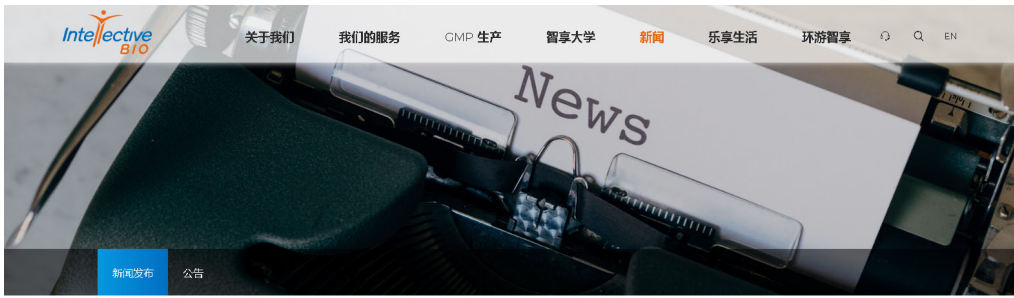 Intellective
BIO
关于我们 我们的服务 GMP 生产 智享大学 新闻 乐享生活 环游智享 EN
News
新闻发布 公告